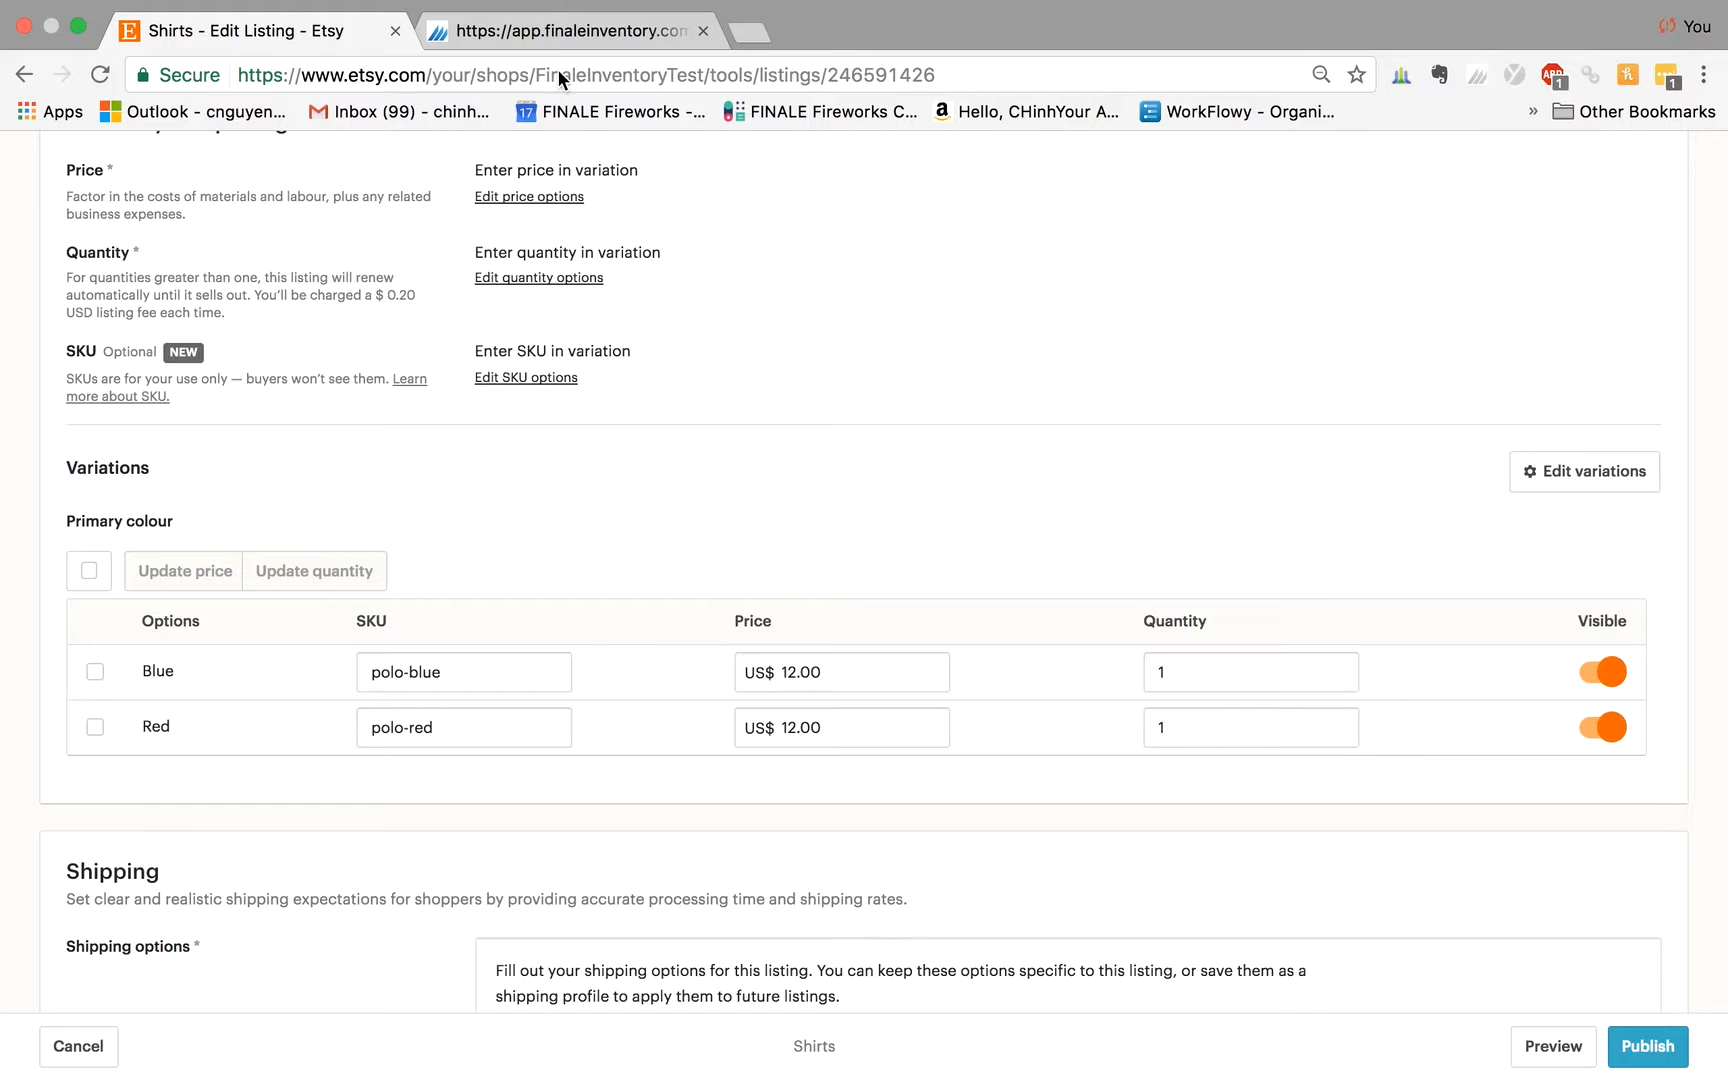 Shirts - Edit Listing - Etsy
https://app.finaleinventory.com
You
Secure
https://www.etsy.com/your/shops/FinaleInventoryTest/tools/listings/246591426
Apps
Outlook - cnguyen...
Inbox (99) - chinh...
17
FINALE Fireworks -...
FINALE Fireworks C...
Hello, CHinhYour A...
WorkFlowy - Organi...
» Other Bookmarks
ABP
1
1
Price *
Factor in the costs of materials and labour, plus any related
business expenses.
Enter price in variation
Edit price options
Quantity *
For quantities greater than one, this listing will renew
automatically until it sells out. You'll be charged a $ 0.20
USD listing fee each time.
Enter quantity in variation
Edit quantity options
SKU Optional NEW
SKUs are for your use only — buyers won't see them. Learn
more about SKU.
Enter SKU in variation
Edit SKU options
Variations
Edit variations
Primary colour
Update price
Update quantity
Options SKU Price Quantity Visible
Blue polo-blue US$ 12.00 1
Red polo-red US$ 12.00 1
Shipping
Set clear and realistic shipping expectations for shoppers by providing accurate processing time and shipping rates.
Shipping options *
Fill out your shipping options for this listing. You can keep these options specific to this listing, or save them as a
shipping profile to apply them to future listings.
Cancel
Shirts
Preview
Publish